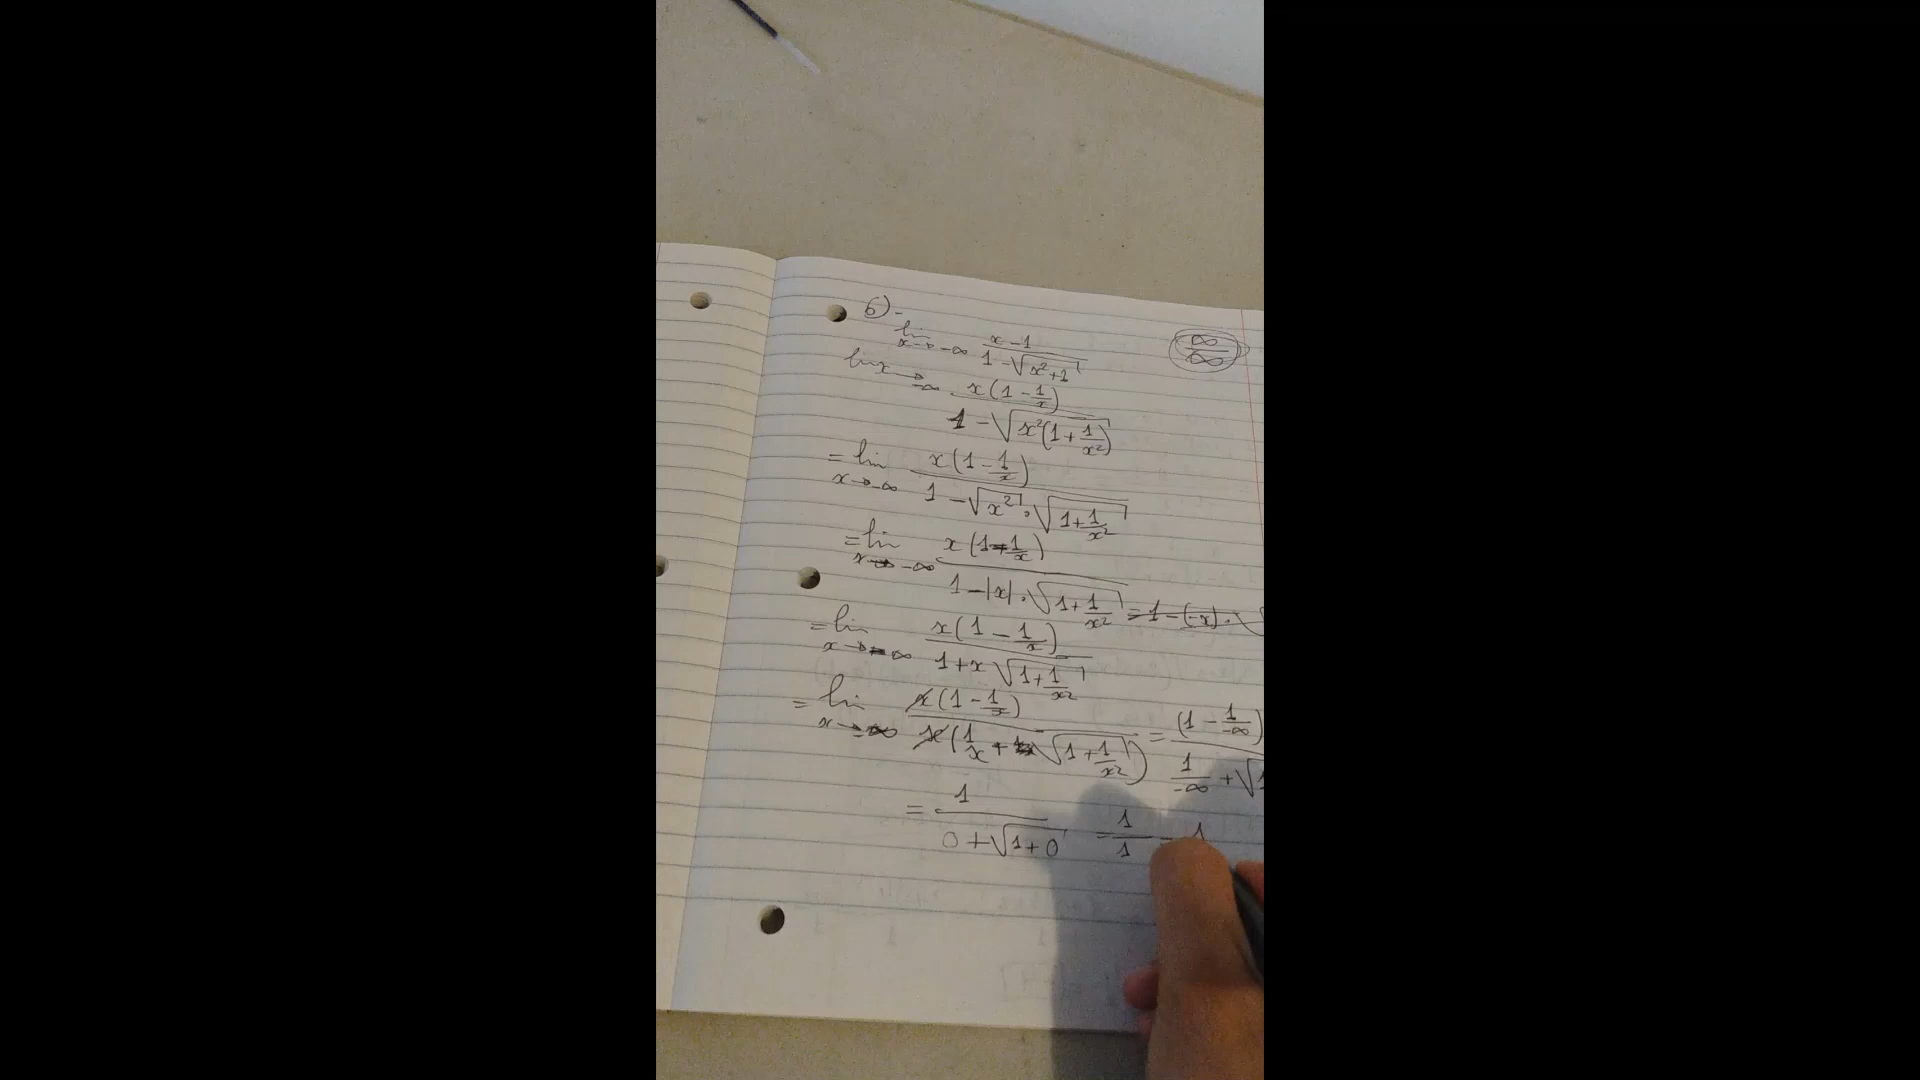 6)-
lim x→-∞ (x-1)/(1-√(x²+1)) ∞/∞
lim x→-∞ x(1-1/x)/(1-√(x²(1+1/x²)))
= lim x→-∞ x(1-1/x)/(1-√x²·√(1+1/x²))
= lim x→-∞ x(1-1/x)/(1-|x|·√(1+1/x²)) = 1-(-x)·√
= lim x→-∞ x(1-1/x)/(1+x√(1+1/x²))
= lim x→-∞ x(1-1/x)/(x(1/x+√(1+1/x²))) = (1-1/-∞)/(1/-∞+√1
= 1/(0+√(1+0)) = 1/1 = 1